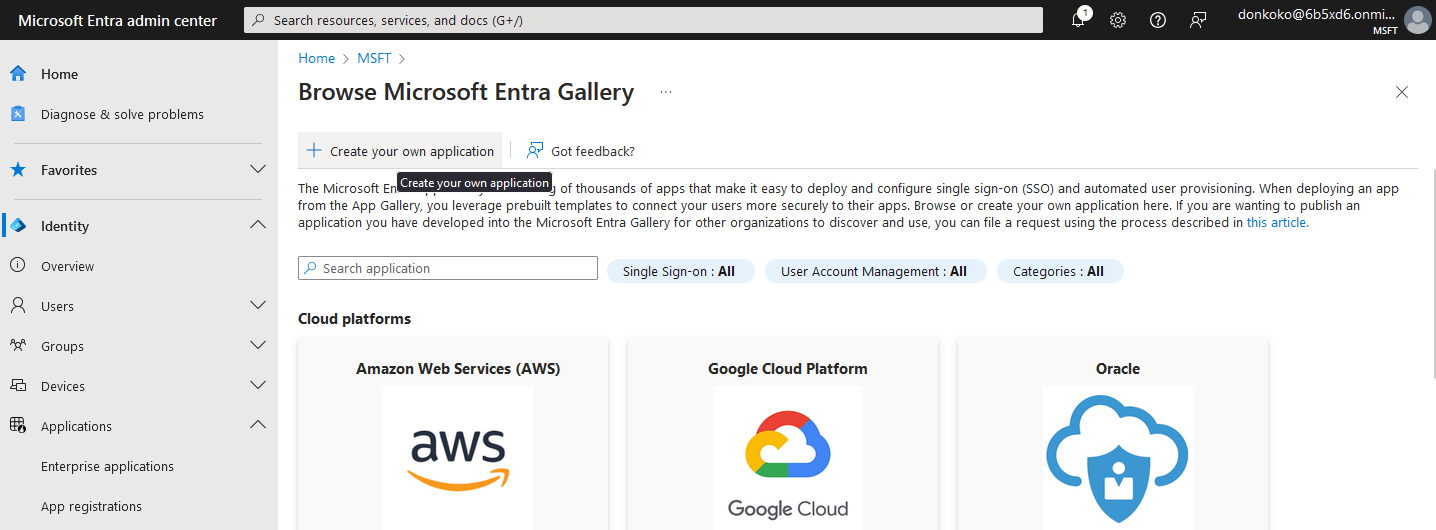 Microsoft Entra admin center
Search resources, services, and docs (G+/)
1
donkoko@6b5xd6.onmi...
MSFT
Home
Diagnose & solve problems
Favorites
Identity
Overview
Users
Groups
Devices
Applications
Enterprise applications
App registrations
Home > MSFT >
Browse Microsoft Entra Gallery ...
Create your own application
Got feedback?
Create your own application
The Microsoft En g of thousands of apps that make it easy to deploy and configure single sign-on (SSO) and automated user provisioning. When deploying an app
from the App Gallery, you leverage prebuilt templates to connect your users more securely to their apps. Browse or create your own application here. If you are wanting to publish an
application you have developed into the Microsoft Entra Gallery for other organizations to discover and use, you can file a request using the process described in this article.
Search application
Single Sign-on : All
User Account Management : All
Categories : All
Cloud platforms
Amazon Web Services (AWS)
aws
Google Cloud Platform
Google Cloud
Oracle